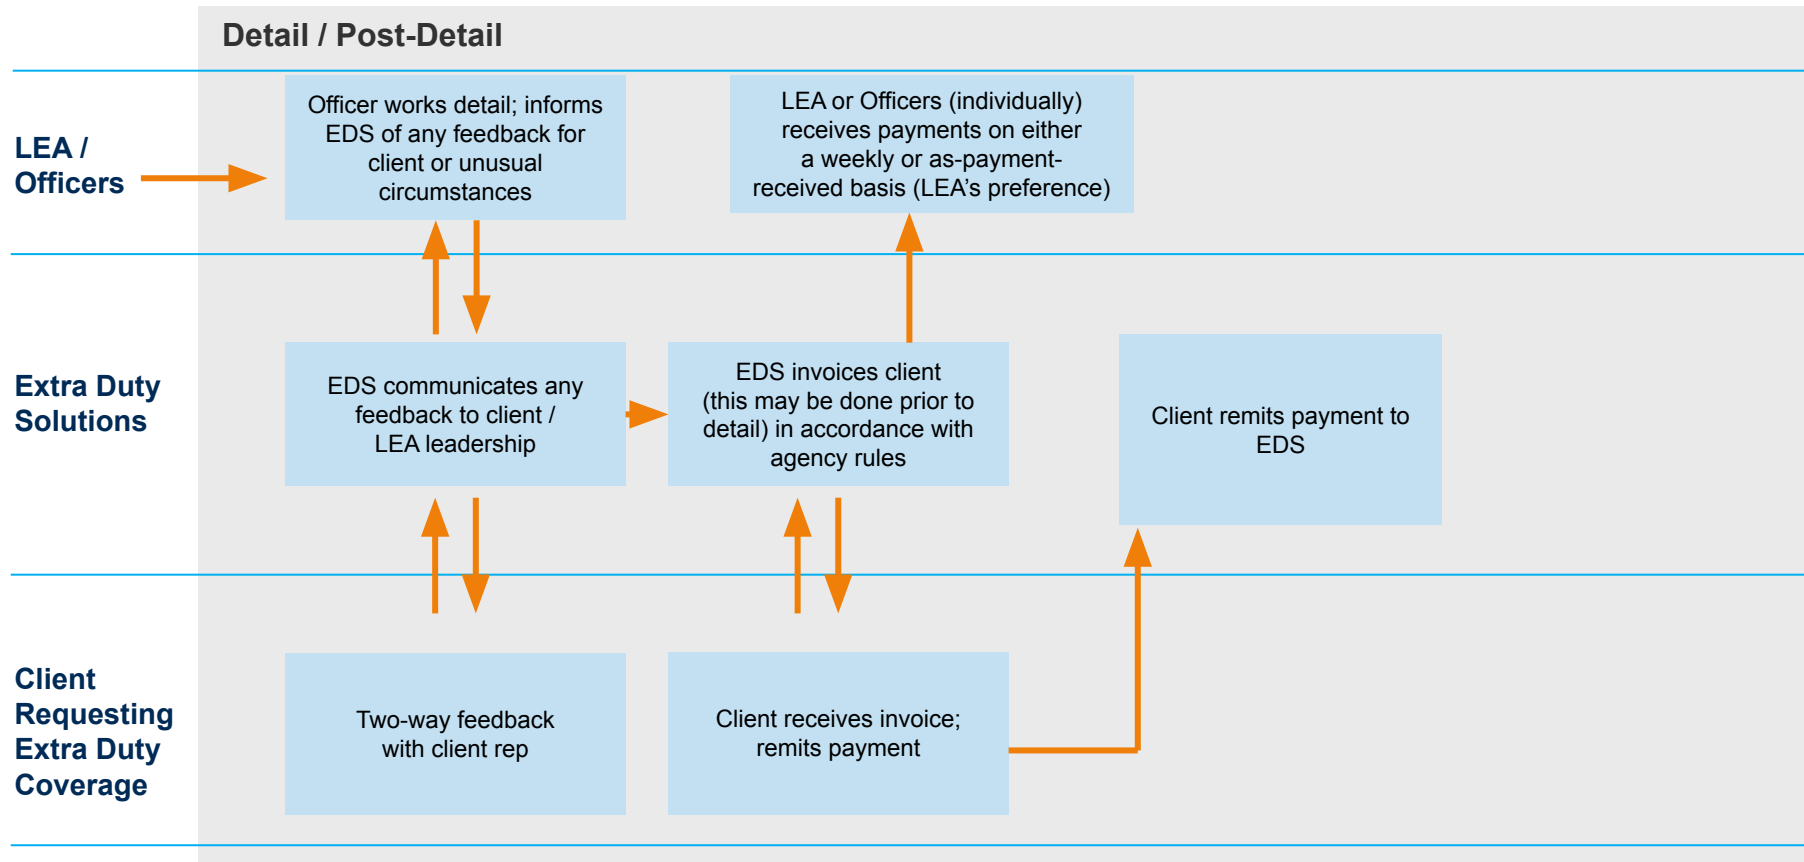 Detail / Post-Detail
LEA /
Officers
Officer works detail; informs
EDS of any feedback for
client or unusual
circumstances
LEA or Officers (individually)
receives payments on either
a weekly or as-payment-
received basis (LEA’s preference)
Extra Duty
Solutions
EDS communicates any
feedback to client /
LEA leadership
EDS invoices client
(this may be done prior to
detail) in accordance with
agency rules
Client remits payment to
EDS
Client
Requesting
Extra Duty
Coverage
Two-way feedback
with client rep
Client receives invoice;
remits payment